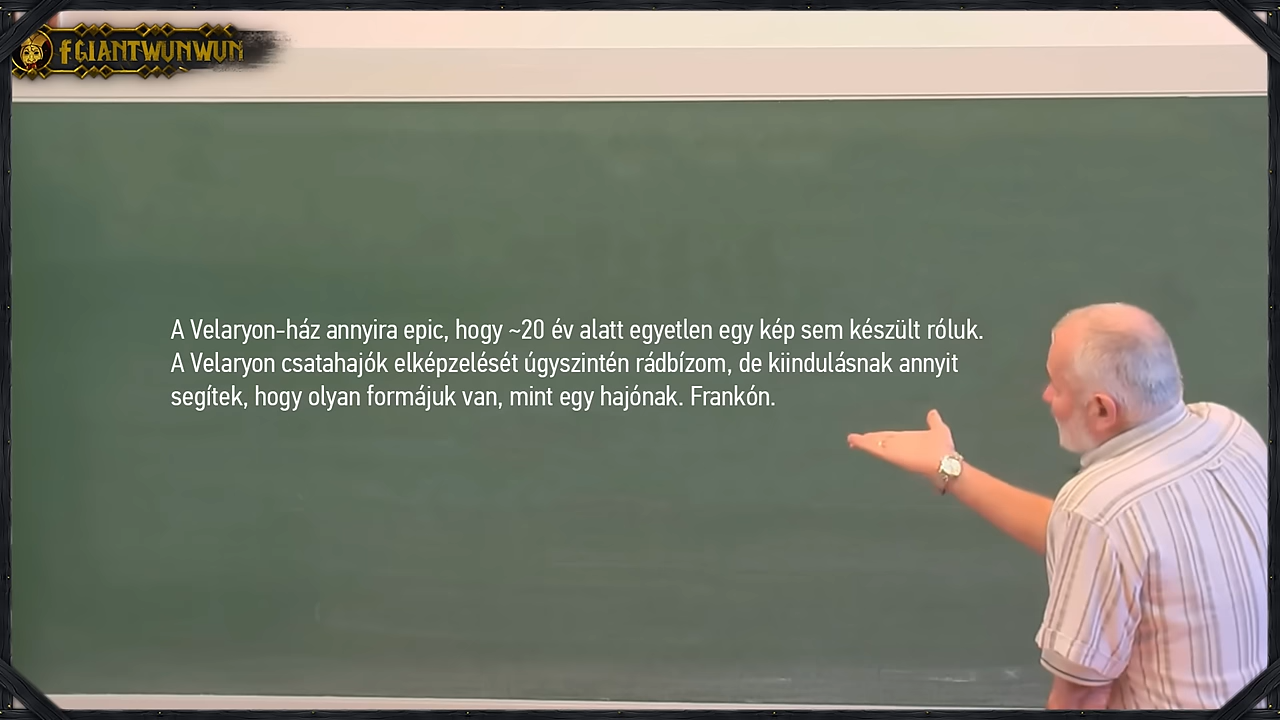 fGIANTWUNWUN
A Velaryon-ház annyira epic, hogy ~20 év alatt egyetlen egy kép sem készült róluk.
A Velaryon csatahajók elképzelését úgyszintén rádbízom, de kiindulásnak annyit
segítek, hogy olyan formájuk van, mint egy hajónak. Frankón.